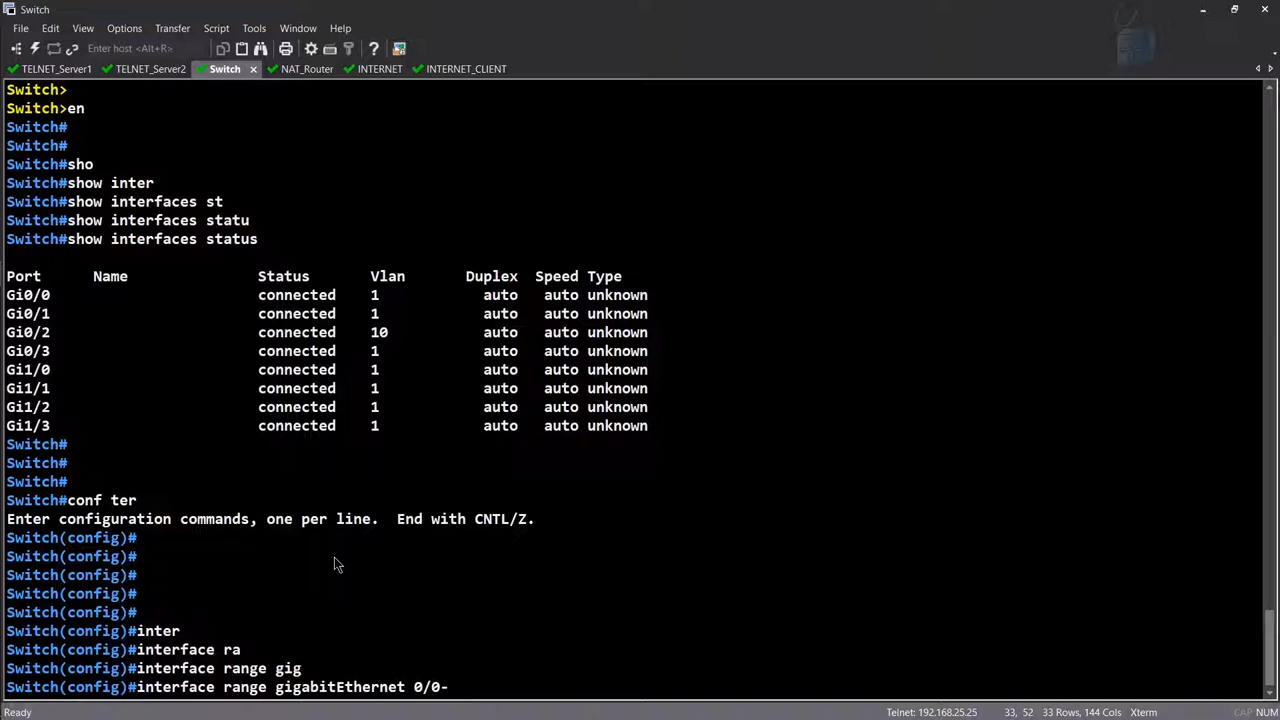 Switch
File Edit View Options Transfer Script Tools Window Help
Enter host <Alt+R>
TELNET_Server1 TELNET_Server2 Switch NAT_Router INTERNET INTERNET_CLIENT
Switch>
Switch>en
Switch#
Switch#
Switch#sho
Switch#show inter
Switch#show interfaces st
Switch#show interfaces statu
Switch#show interfaces status
Port Name Status Vlan Duplex Speed Type
Gi0/0 connected 1 auto auto unknown
Gi0/1 connected 1 auto auto unknown
Gi0/2 connected 10 auto auto unknown
Gi0/3 connected 1 auto auto unknown
Gi1/0 connected 1 auto auto unknown
Gi1/1 connected 1 auto auto unknown
Gi1/2 connected 1 auto auto unknown
Gi1/3 connected 1 auto auto unknown
Switch#
Switch#
Switch#
Switch#conf ter
Enter configuration commands, one per line. End with CNTL/Z.
Switch(config)#
Switch(config)#
Switch(config)#
Switch(config)#
Switch(config)#
Switch(config)#inter
Switch(config)#interface ra
Switch(config)#interface range gig
Switch(config)#interface range gigabitEthernet 0/0-
Ready Telnet: 192.168.25.25 33, 52 33 Rows, 144 Cols Xterm CAP NUM